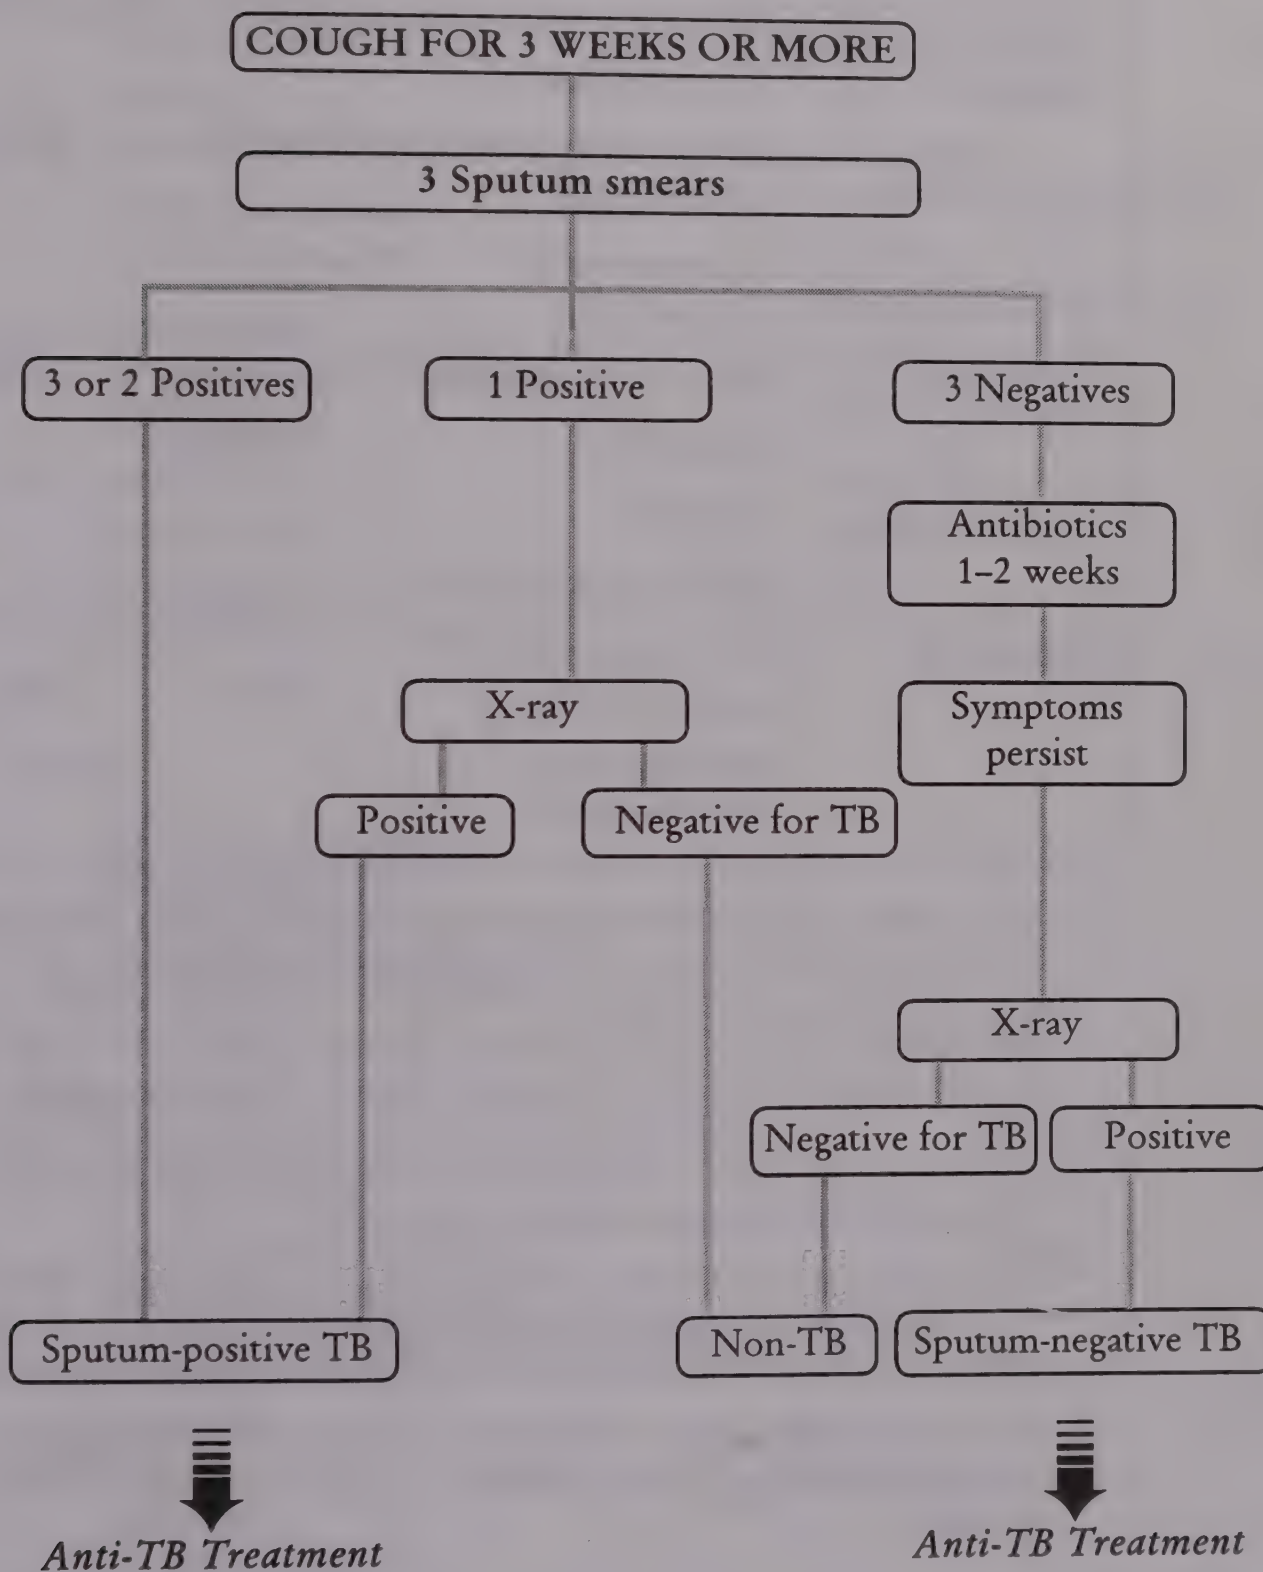 COUGH FOR 3 WEEKS OR MORE
3 Sputum smears
3 or 2 Positives
1 Positive
3 Negatives
Antibiotics
1–2 weeks
X-ray
Symptoms
persist
Positive
Negative for TB
X-ray
Negative for TB
Positive
Sputum-positive TB
Non-TB
Sputum-negative TB
Anti-TB Treatment
Anti-TB Treatment